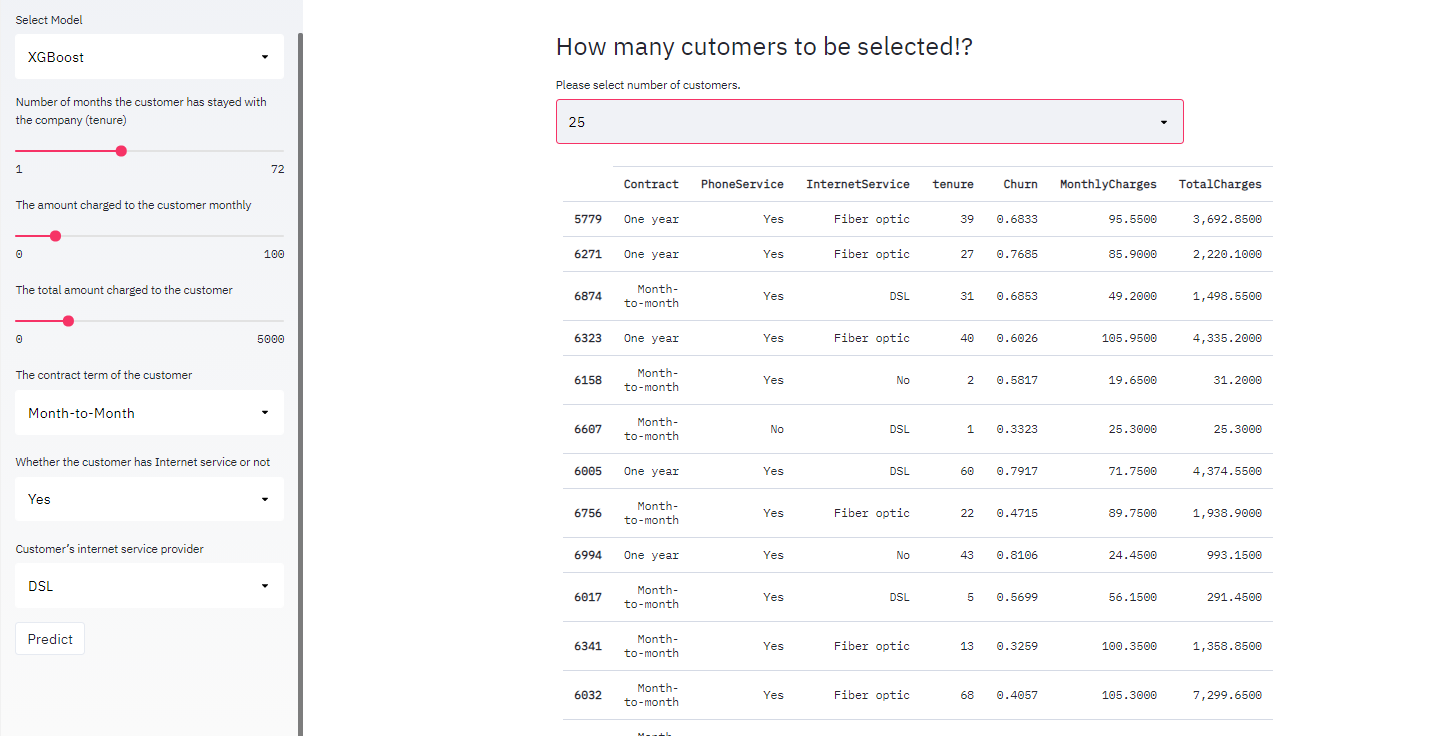 Select Model
XGBoost
Number of months the customer has stayed with
the company (tenure)
1 72
The amount charged to the customer monthly
0 100
The total amount charged to the customer
0 5000
The contract term of the customer
Month-to-Month
Whether the customer has Internet service or not
Yes
Customer's internet service provider
DSL
Predict
How many cutomers to be selected!?
Please select number of customers.
25
Contract PhoneService InternetService tenure Churn MonthlyCharges TotalCharges
5779 One year Yes Fiber optic 39 0.6833 95.5500 3,692.8500
6271 One year Yes Fiber optic 27 0.7685 85.9000 2,220.1000
6874 Month-
to-month Yes DSL 31 0.6853 49.2000 1,498.5500
6323 One year Yes Fiber optic 40 0.6026 105.9500 4,335.2000
6158 Month-
to-month Yes No 2 0.5817 19.6500 31.2000
6607 Month-
to-month No DSL 1 0.3323 25.3000 25.3000
6005 One year Yes DSL 60 0.7917 71.7500 4,374.5500
6756 Month-
to-month Yes Fiber optic 22 0.4715 89.7500 1,938.9000
6994 One year Yes No 43 0.8106 24.4500 993.1500
6017 Month-
to-month Yes DSL 5 0.5699 56.1500 291.4500
6341 Month-
to-month Yes Fiber optic 13 0.3259 100.3500 1,358.8500
6032 Month-
to-month Yes Fiber optic 68 0.4057 105.3000 7,299.6500